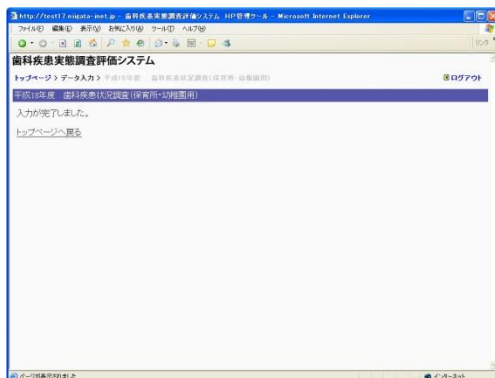 http://test17.niigata-inet.jp - 歯科疾患実態調査評価システム HP管理ツール - Microsoft Internet Explorer
ファイル(F) 編集(E) 表示(V) お気に入り(A) ツール(T) ヘルプ(H)
リンク
歯科疾患実態調査評価システム
トップページ > データ入力 > 平成18年度 歯科疾患状況調査(保育所・幼稚園用)
ログアウト
平成18年度 歯科疾患状況調査(保育所・幼稚園用)
入力が完了しました。
トップページへ戻る
ページが表示されました
インターネット